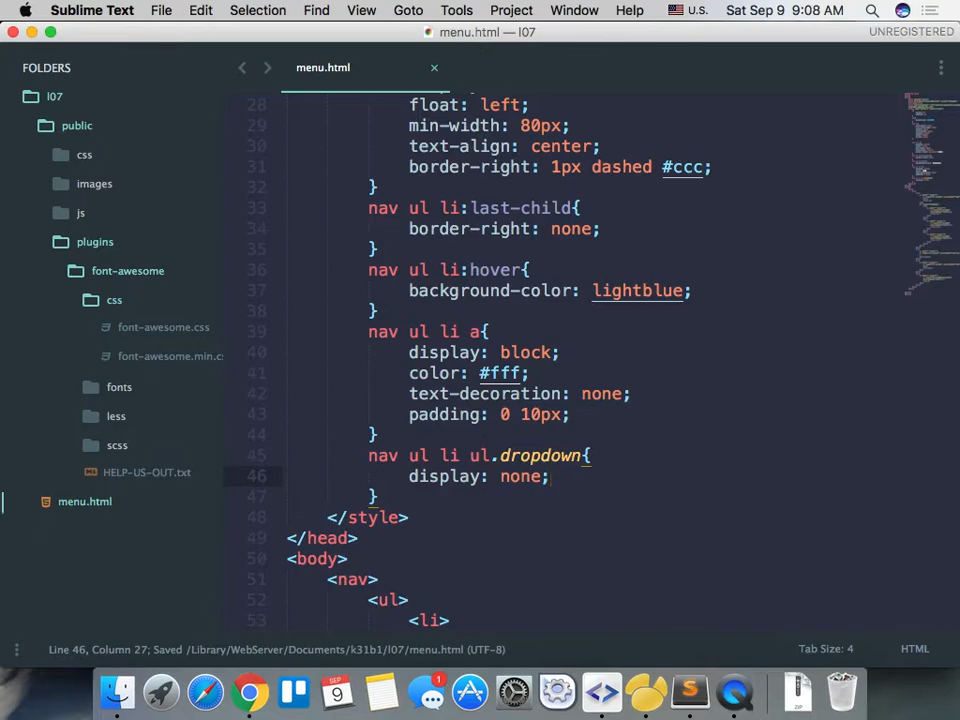 Sublime Text File Edit Selection Find View Goto Tools Project Window Help U.S. Sat Sep 9 9:08 AM
menu.html — l07 UNREGISTERED
FOLDERS
l07
public
css
images
js
plugins
font-awesome
css
font-awesome.css
font-awesome.min.c
fonts
less
scss
HELP-US-OUT.txt
menu.html
menu.html ×
28 float: left;
29 min-width: 80px;
30 text-align: center;
31 border-right: 1px dashed #ccc;
32 }
33 nav ul li:last-child{
34 border-right: none;
35 }
36 nav ul li:hover{
37 background-color: lightblue;
38 }
39 nav ul li a{
40 display: block;
41 color: #fff;
42 text-decoration: none;
43 padding: 0 10px;
44 }
45 nav ul li ul.dropdown{
46 display: none;
47 }
48 </style>
49 </head>
50 <body>
51 <nav>
52 <ul>
53 <li>
Line 46, Column 27; Saved /Library/WebServer/Documents/k31b1/l07/menu.html (UTF-8) Tab Size: 4 HTML
SEP
9
1
ZIP